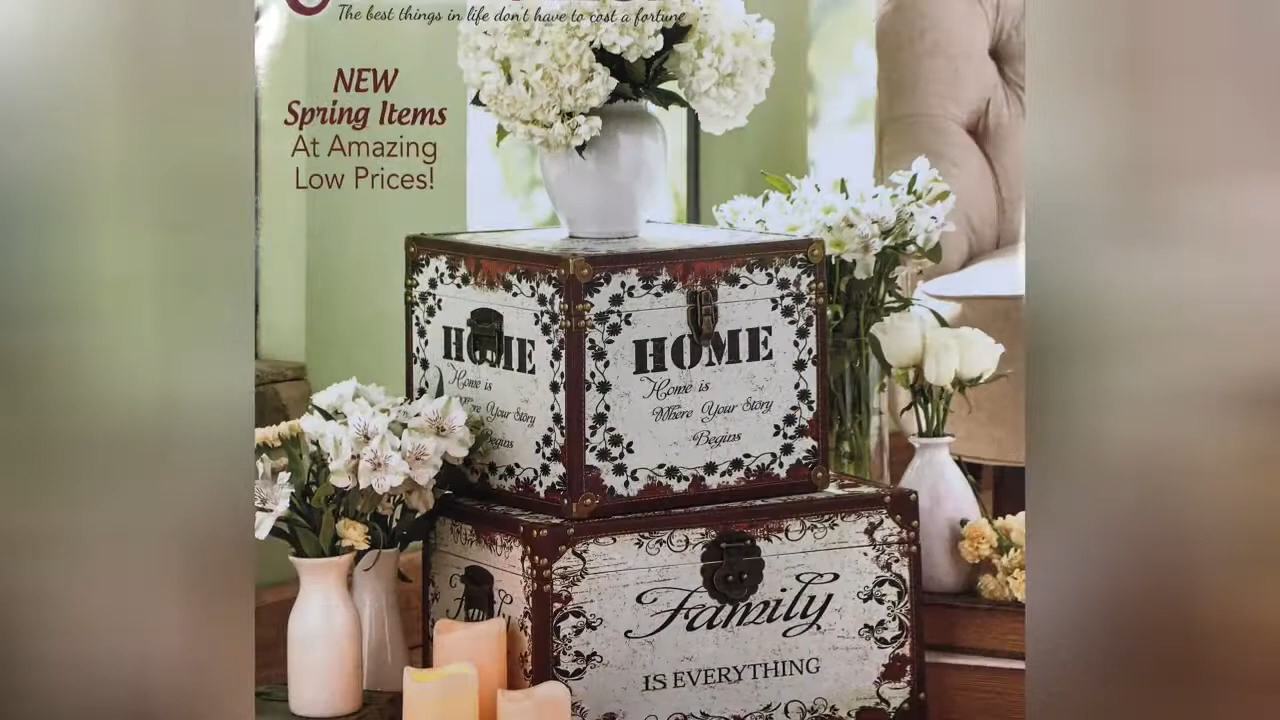 The best things in life don't have to cost a fortune
NEW
Spring Items
At Amazing
Low Prices!
HOME
Home is
Where Your Story
Begins
HOME
Home is
Where Your Story
Begins
Family
Family
IS EVERYTHING